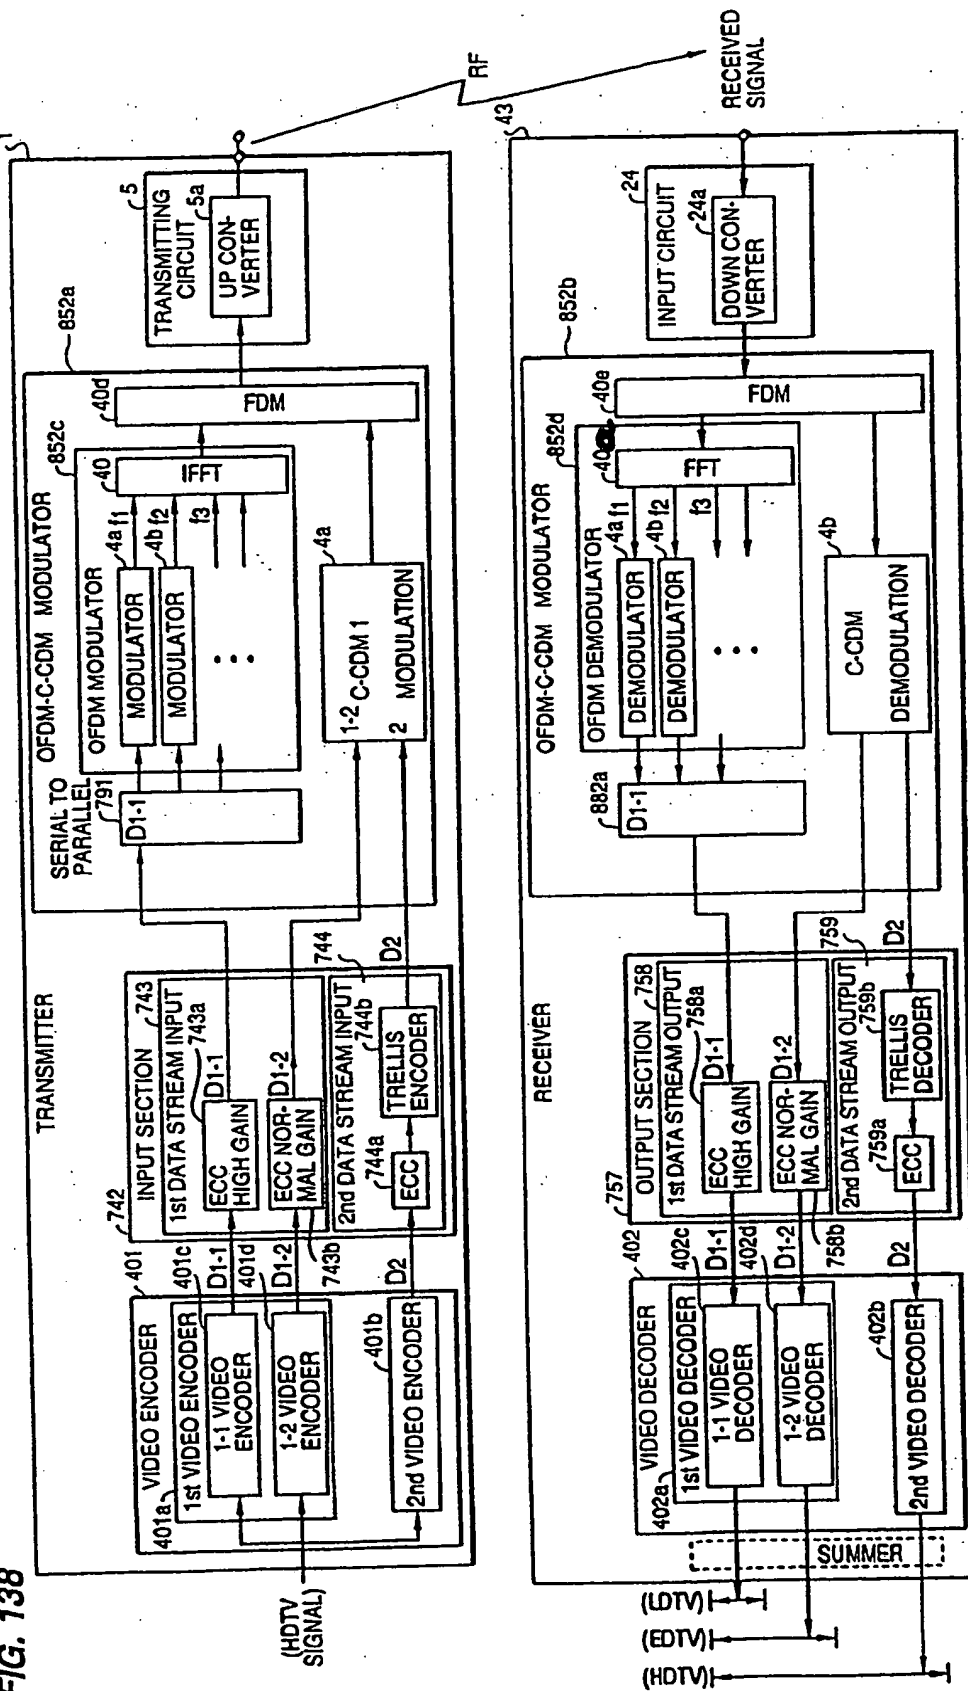 FIG. 138
1
TRANSMITTER
(HDTV
SIGNAL)
401
VIDEO ENCODER
401a
1st VIDEO ENCODER
401c
1-1 VIDEO
ENCODER
D1-1
401d
1-2 VIDEO
ENCODER
D1-2
401b
2nd VIDEO ENCODER
D2
742
INPUT SECTION
743
1st DATA STREAM INPUT
743a
ECC
HIGH GAIN
D1-1
ECC NOR-
MAL GAIN
D1-2
743b
744
2nd DATA STREAM INPUT
744a
ECC
744b
TRELLIS
ENCODER
D2
SERIAL TO
PARALLEL
791
D1-1
OFDM-C-CDM MODULATOR
852a
OFDM MODULATOR
852c
MODULATOR
4a
f1
MODULATOR
4b
f2
f3
40
IFFT
40d
FDM
4a
1-2
C-CDM 1
2
MODULATION
5
TRANSMITTING
CIRCUIT
5a
UP CON-
VERTER
RF
RECEIVED
SIGNAL
43
RECEIVER
24
INPUT CIRCUIT
24a
DOWN CON-
VERTER
852b
OFDM-C-CDM MODULATOR
40e
FDM
852d
OFDM DEMODULATOR
FFT
4a
f1
DEMODULATOR
4b
f2
DEMODULATOR
f3
882a
D1-1
4b
C-CDM
DEMODULATION
D2
757
OUTPUT SECTION
758
1st DATA STREAM OUTPUT
758a
ECC
HIGH GAIN
D1-1
ECC NOR-
MAL GAIN
D1-2
758b
759
2nd DATA STREAM OUTPUT
759a
ECC
759b
TRELLIS
DECODER
D2
402
VIDEO DECODER
402a
1st VIDEO DECODER
402c
1-1 VIDEO
DECODER
D1-1
402d
1-2 VIDEO
DECODER
D1-2
402b
2nd VIDEO DECODER
SUMMER
(LDTV)
(EDTV)
(HDTV)